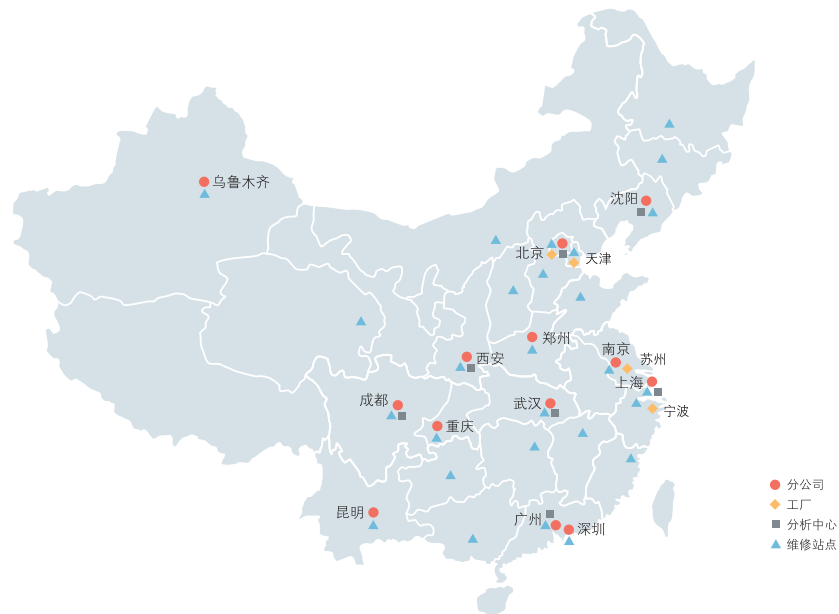 乌鲁木齐
沈阳
北京
天津
郑州
南京
苏州
西安
上海
成都
武汉
宁波
重庆
昆明
广州
深圳
分公司
工厂
分析中心
维修站点